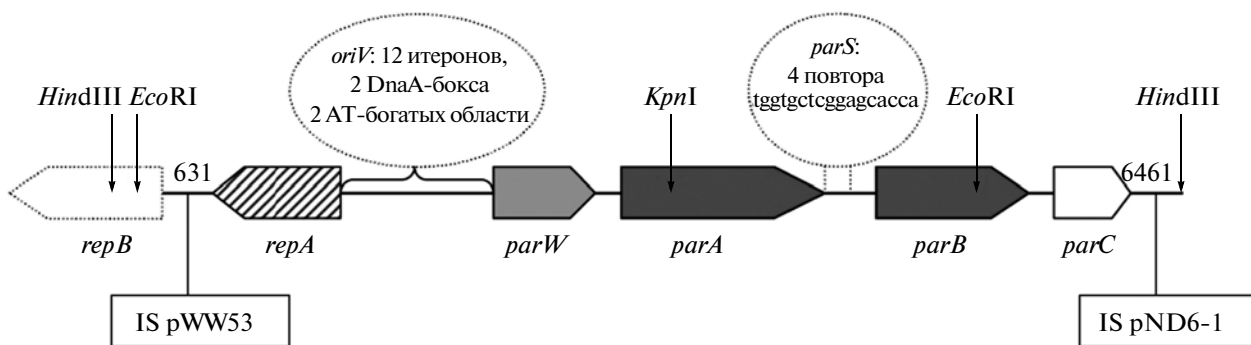 oriV: 12 итеронов,
2 DnaA-бокса
2 АТ-богатых области
parS:
4 повтора
tggtgctcggagcacca
HindIII EcoRI
KpnI
EcoRI
HindIII
631
6461
repB
repA
parW
parA
parB
parC
IS pWW53
IS pND6-1